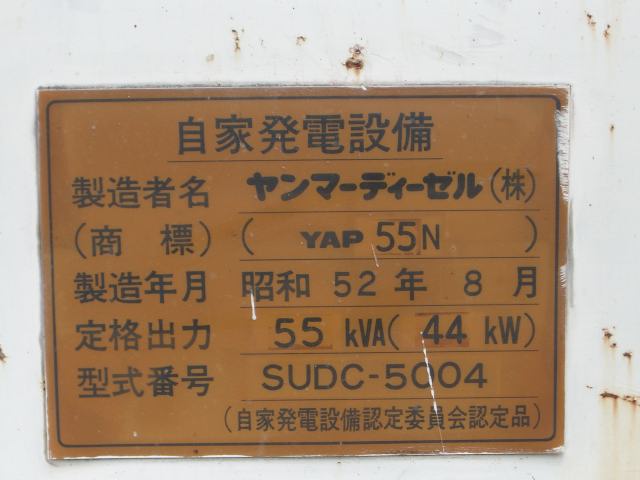 自家発電設備
製造者名 ヤンマーディーゼル(株)
(商標) ( YAP 55N )
製造年月 昭和 52 年 8 月
定格出力 55 kVA( 44 kW)
型式番号 SUDC-5004
(自家発電設備認定委員会認定品)